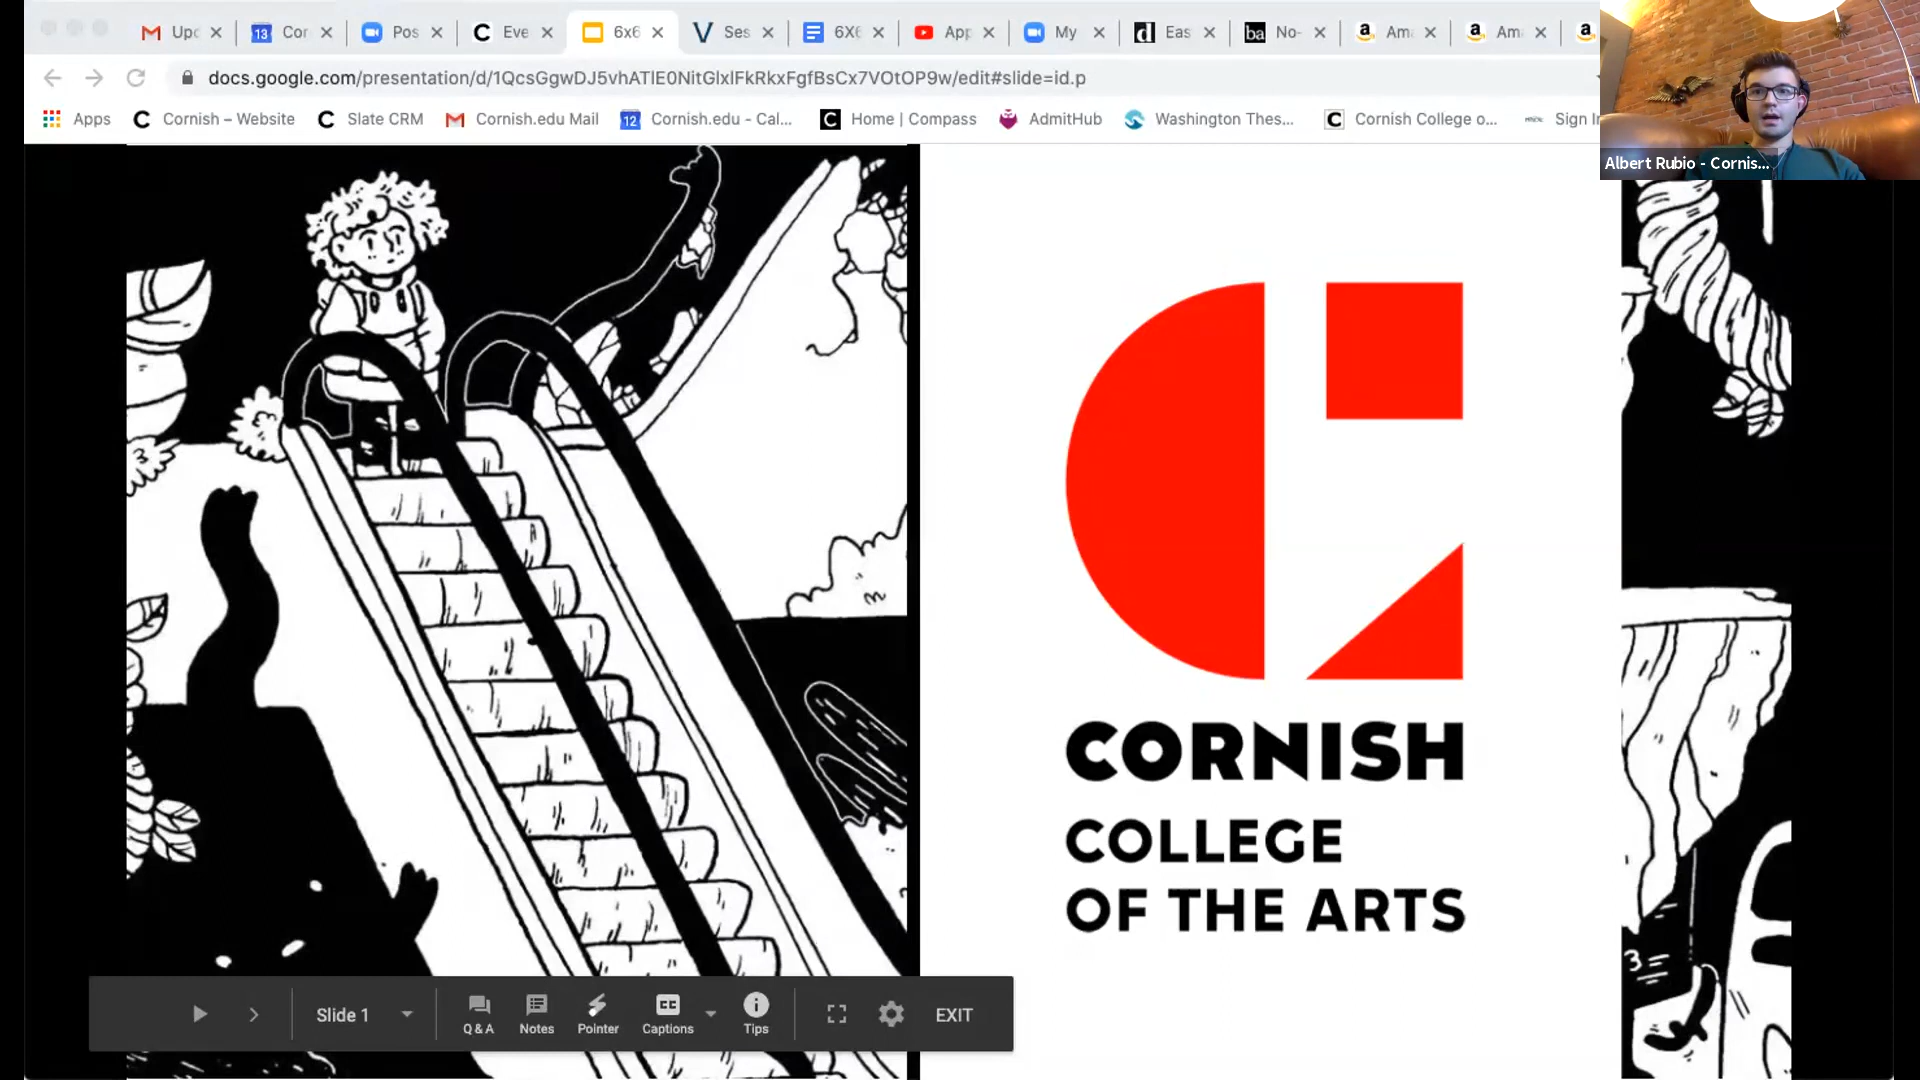 Upc
Cor
Pos
Eve
6x6
Ses
6X6
App
My
Eas
ba
No-
Am
Am
docs.google.com/presentation/d/1QcsGgwDJ5vhATlE0NitGlxlFkRkxFgfBsCx7VOtOP9w/edit#slide=id.p
Apps
Cornish – Website
Slate CRM
Cornish.edu Mail
Cornish.edu - Cal...
Home | Compass
AdmitHub
Washington Thes...
Cornish College o...
Sign I
Albert Rubio - Cornis...
CORNISH
COLLEGE
OF THE ARTS
Slide 1
Q & A
Notes
Pointer
Captions
Tips
EXIT